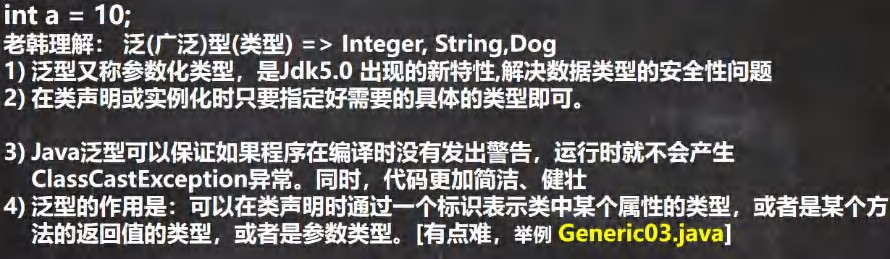 int a = 10;
老韩理解： 泛(广泛)型(类型) => Integer, String,Dog
1) 泛型又称参数化类型，是Jdk5.0 出现的新特性,解决数据类型的安全性问题
2) 在类声明或实例化时只要指定好需要的具体的类型即可。
3) Java泛型可以保证如果程序在编译时没有发出警告，运行时就不会产生
ClassCastException异常。同时，代码更加简洁、健壮
4) 泛型的作用是：可以在类声明时通过一个标识表示类中某个属性的类型，或者是某个方
法的返回值的类型，或者是参数类型。[有点难，举例 Generic03.java]